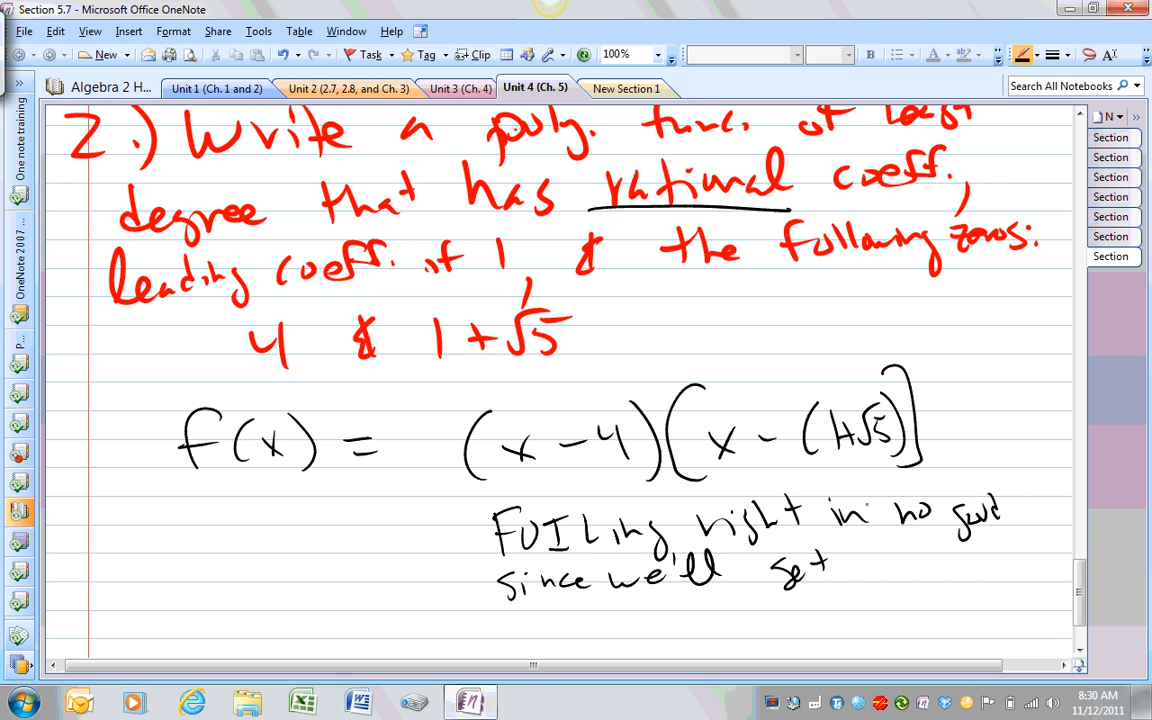 Section 5.7 - Microsoft Office OneNote
File Edit View Insert Format Share Tools Table Window Help
New Task Tag Clip 100% B A
Algebra 2 H... Unit 1 (Ch. 1 and 2) Unit 2 (2.7, 2.8, and Ch. 3) Unit 3 (Ch. 4) Unit 4 (Ch. 5) New Section 1 Search All Notebooks
One note training
OneNote 2007 ...
P...
N
Section
Section
Section
Section
Section
Section
Section
2.) Write a poly. func. of least
degree that has rational coeff.,
leading coeff. of 1, & the following zeros:
4 & 1+√5
f(x) = (x-4)[x-(1+√5)]
FOILing right in no good
since we'll get
8:30 AM
11/12/2011